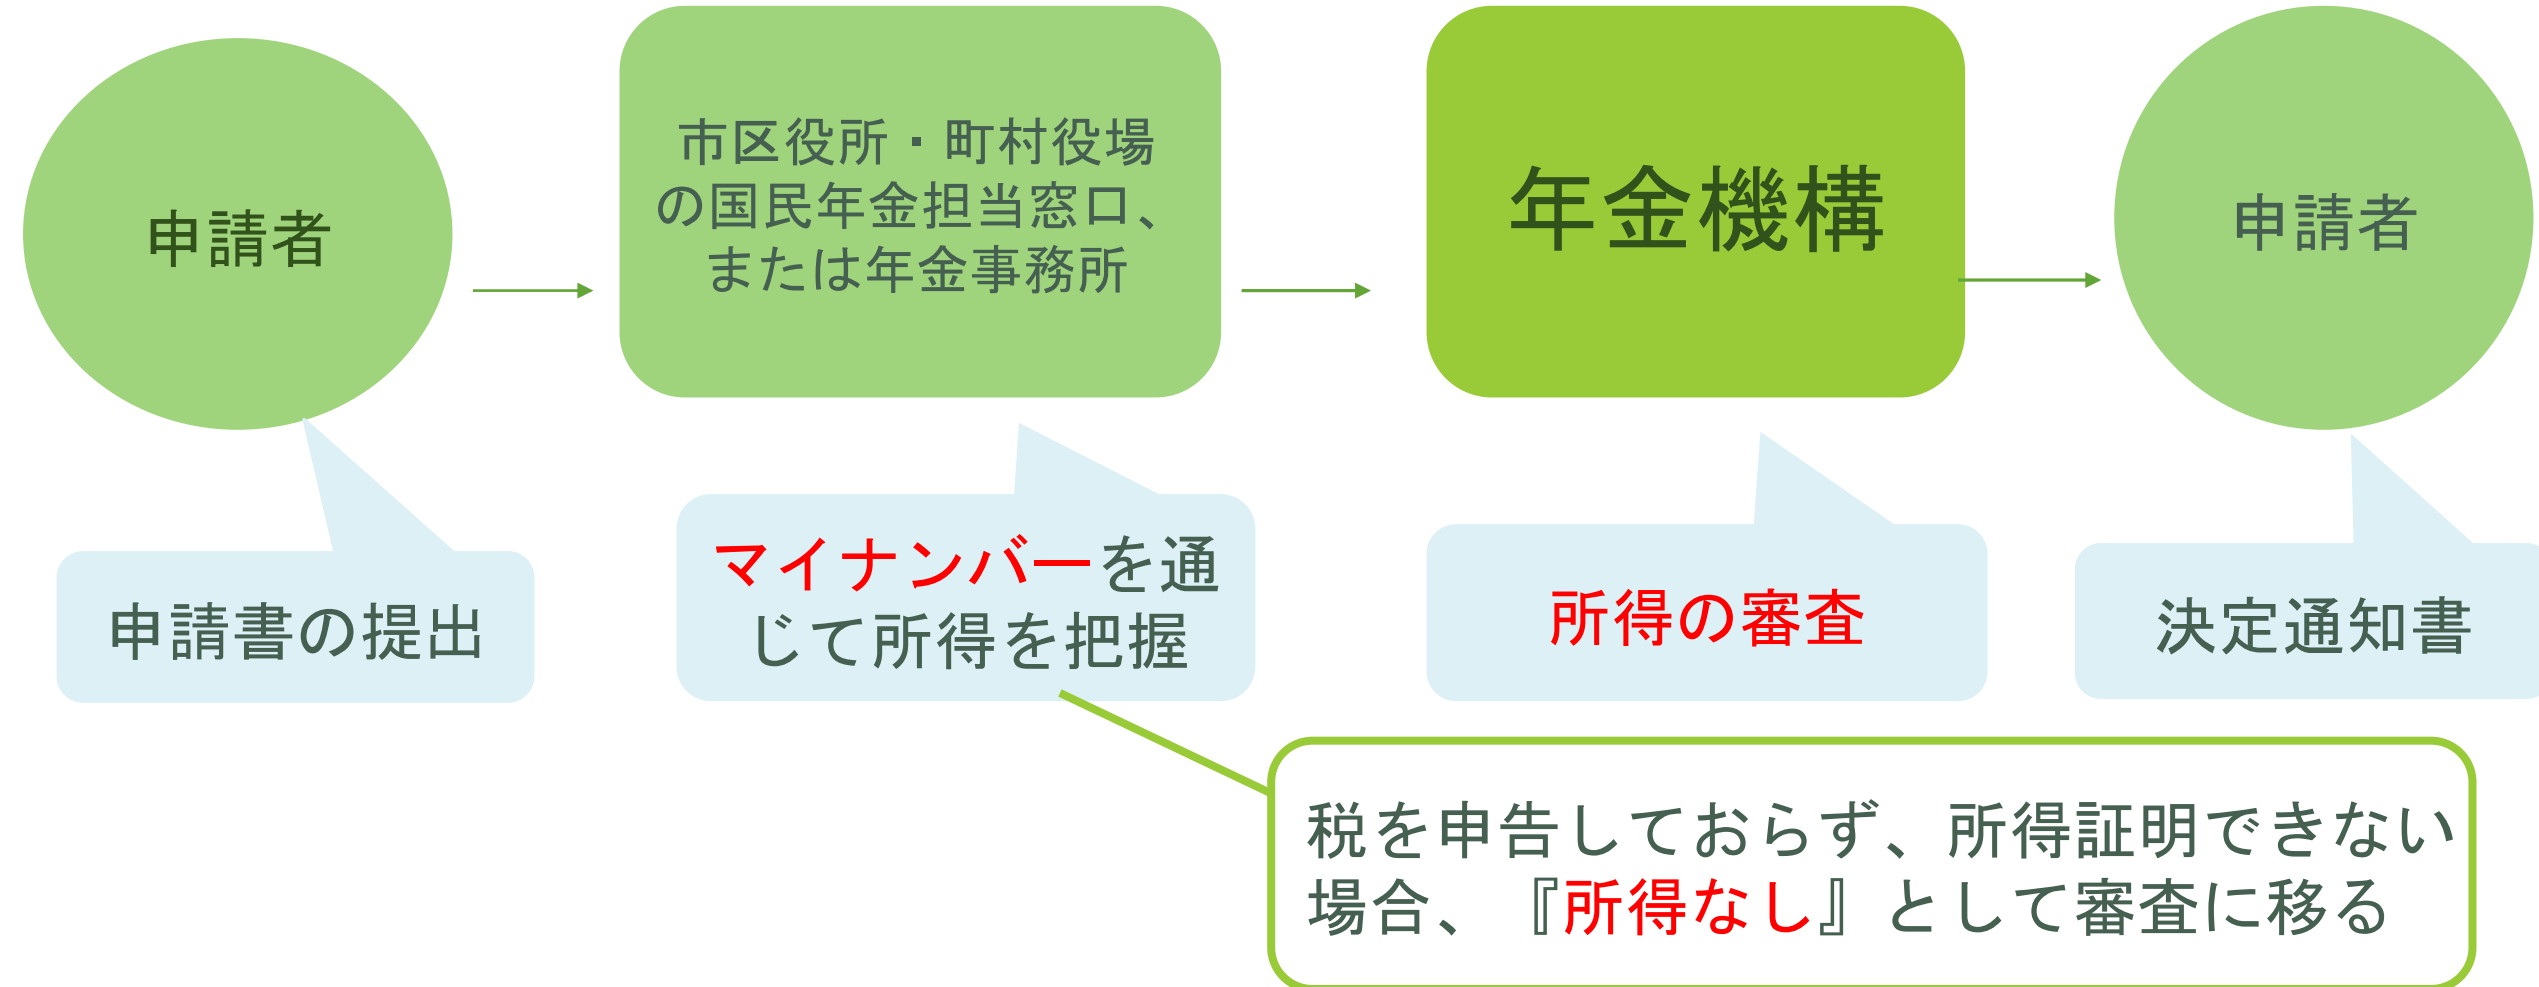 申請者
市区役所・町村役場
の国民年金担当窓口、
または年金事務所
年金機構
申請者
申請書の提出
マイナンバーを通
じて所得を把握
所得の審査
決定通知書
税を申告しておらず、所得証明できない
場合、『所得なし』として審査に移る